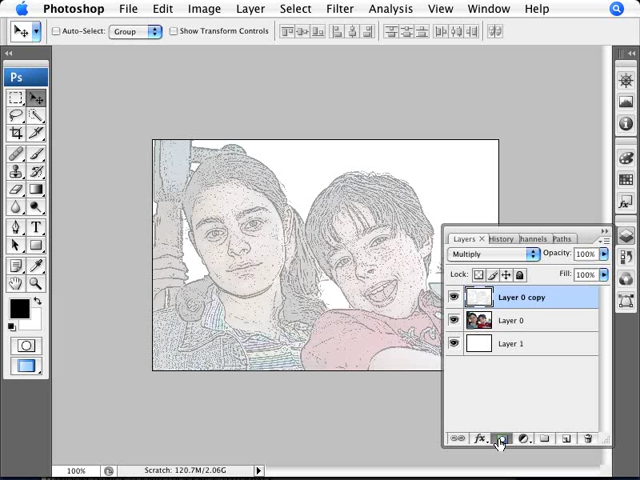 Photoshop File Edit Image Layer Select Filter Analysis View Window Help
Auto-Select: Group Show Transform Controls
Ps
Layers × History hannels Paths
Multiply Opacity: 100%
Lock: Fill: 100%
Layer 0 copy
Layer 0
Layer 1
fx
T
100% Scratch: 120.7M/2.06G